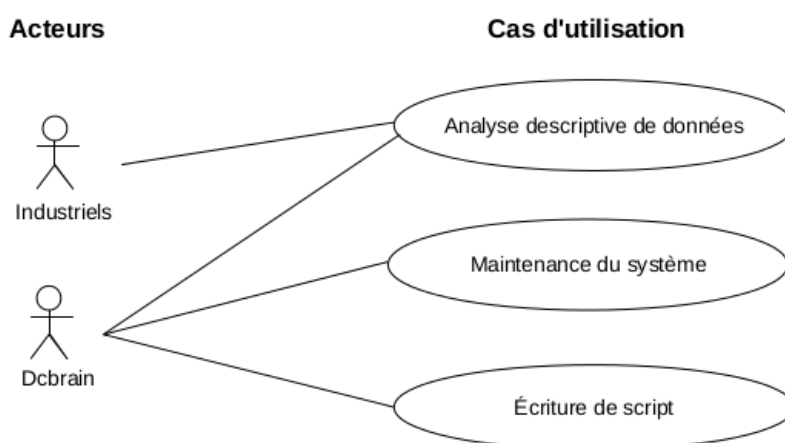 Acteurs
Cas d'utilisation
Analyse descriptive de données
Industriels
Maintenance du système
Dcbrain
Écriture de script